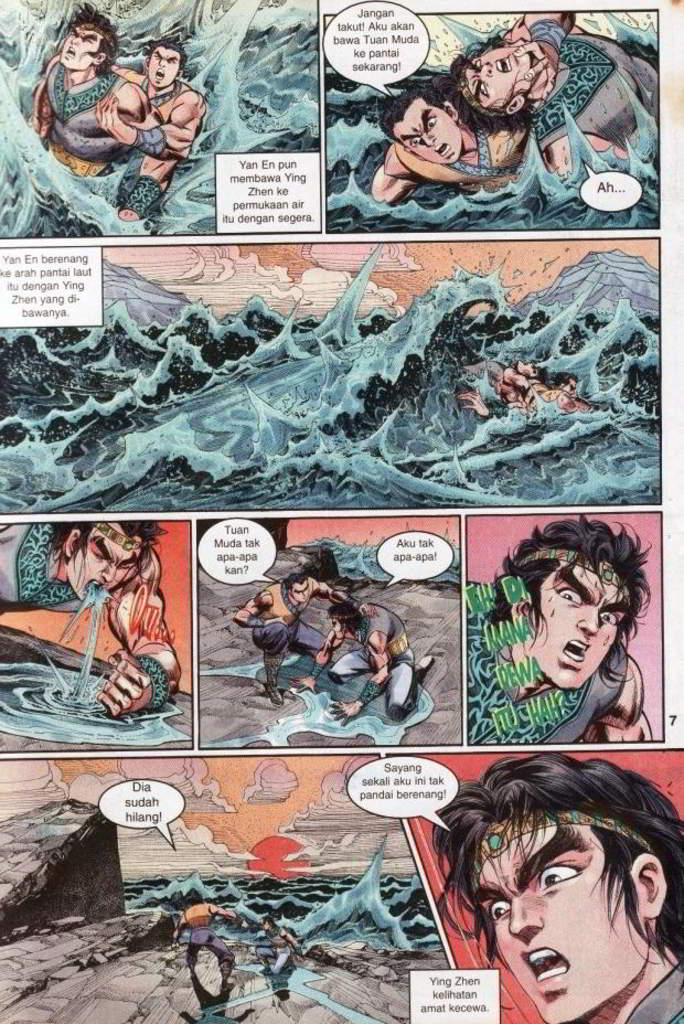 Yan En pun
membawa Ying
Zhen ke
permukaan air
itu dengan segera.
Jangan
takut! Aku akan
bawa Tuan Muda
ke pantai
sekarang!
Ah...
Yan En berenang
ke arah pantai laut
itu dengan Ying
Zhen yang di-
bawanya.
Tuan
Muda tak
apa-apa
kan?
Aku tak
apa-apa!
DI
MANA
DAYA
ITU HAH?
7
Dia
sudah
hilang!
Sayang
sekali aku ini tak
pandai berenang!
Ying Zhen
kelihatan
amat kecewa.